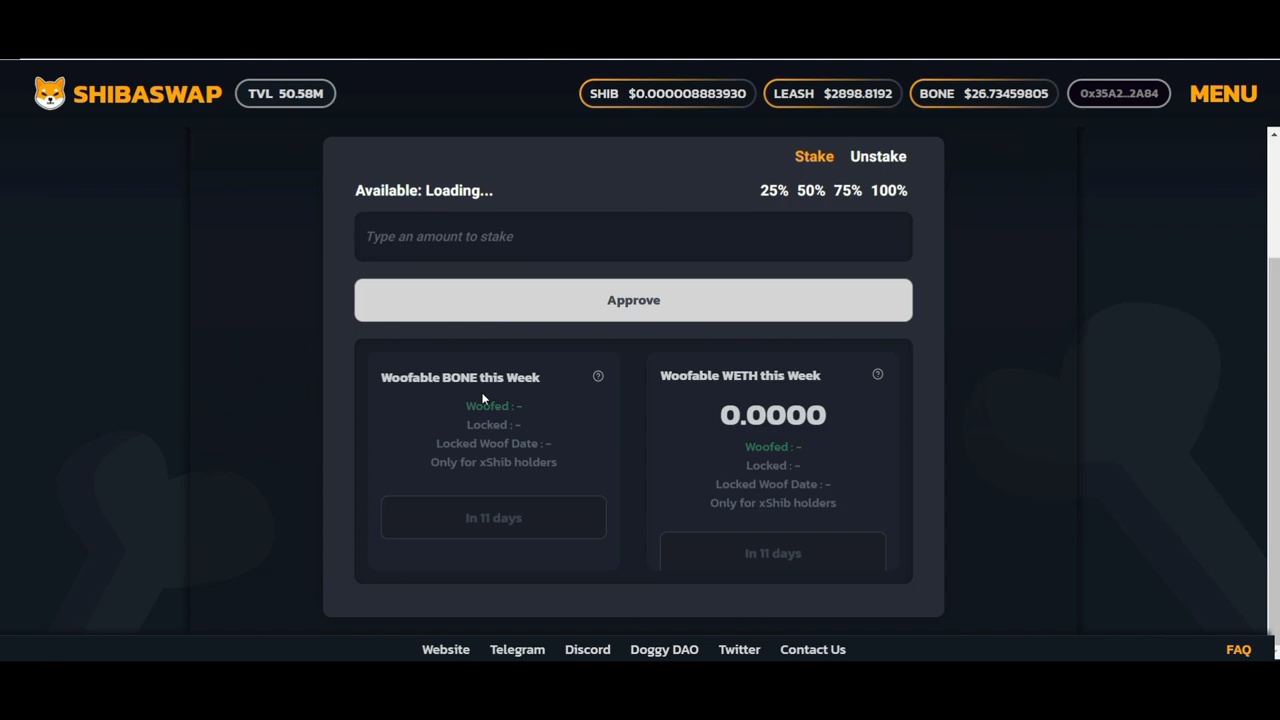 SHIBASWAP TVL 50.58M SHIB $0.000008883930 LEASH $2898.8192 BONE $26.73459805 0x35A2...2A84 MENU
Stake Unstake
Available: Loading... 25% 50% 75% 100%
Type an amount to stake
Approve
Woofable BONE this Week
Woofed : -
Locked : -
Locked Woof Date : -
Only for xShib holders
In 11 days
Woofable WETH this Week
0.0000
Woofed : -
Locked : -
Locked Woof Date : -
Only for xShib holders
In 11 days
Website Telegram Discord Doggy DAO Twitter Contact Us FAQ